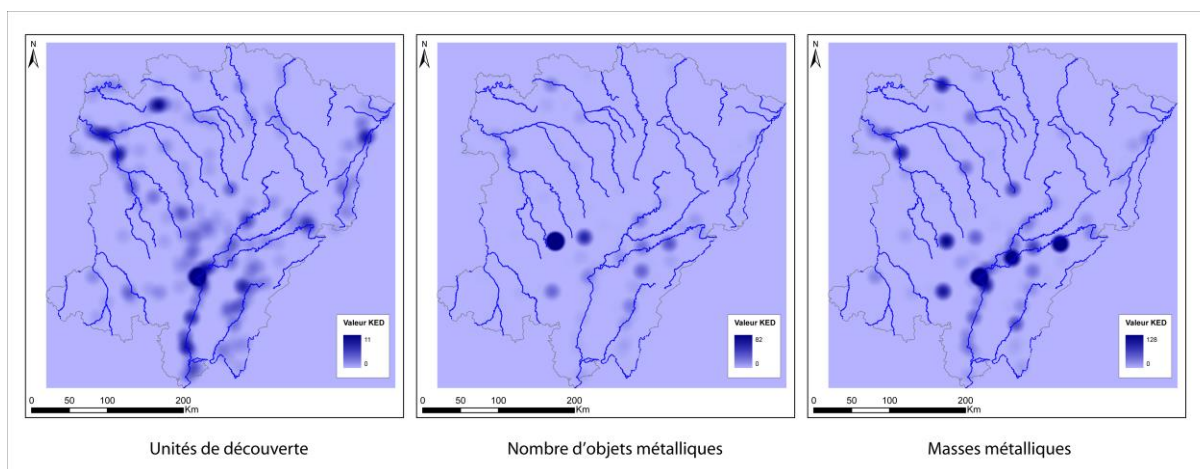 N
Valeur KED
11
0
0 50 100 200
Km
Unités de découverte
N
Valeur KED
82
0
0 50 100 200
Km
Nombre d'objets métalliques
N
Valeur KED
128
0
0 50 100 200
Km
Masses métalliques